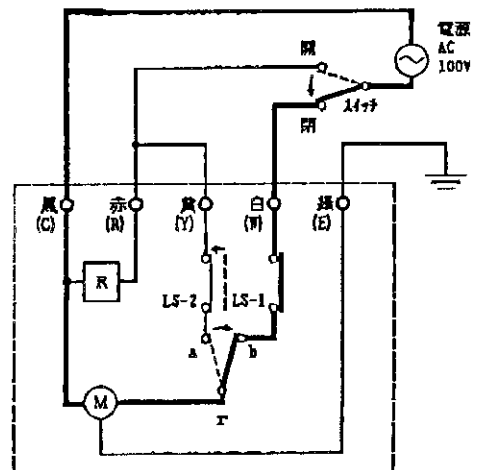 電源
AC
100V
開
スイッチ
閉
黒
(C)
赤
(R)
黄
(Y)
白
(W)
緑
(E)
R
LS-2
LS-1
a
b
r
M